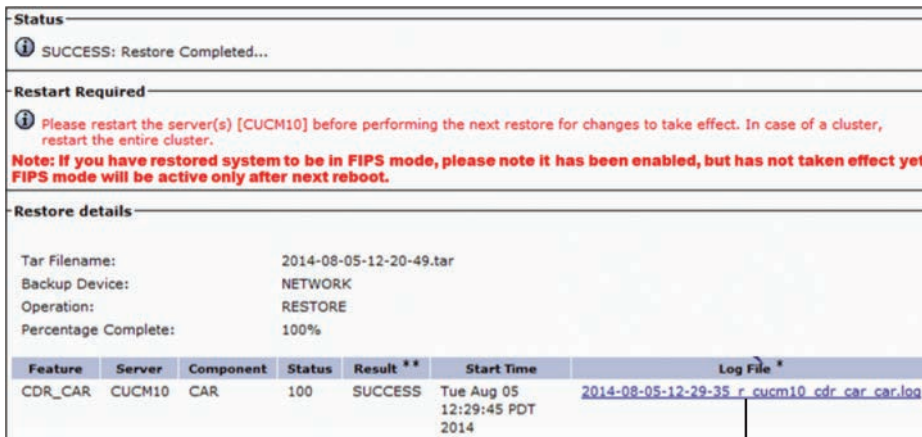 Status
SUCCESS: Restore Completed...
Restart Required
Please restart the server(s) [CUCM10] before performing the next restore for changes to take effect. In case of a cluster,
restart the entire cluster.
Note: If you have restored system to be in FIPS mode, please note it has been enabled, but has not taken effect yet
FIPS mode will be active only after next reboot.
Restore details
Tar Filename: 2014-08-05-12-20-49.tar
Backup Device: NETWORK
Operation: RESTORE
Percentage Complete: 100%
Feature Server Component Status Result ** Start Time Log File *
CDR_CAR CUCM10 CAR 100 SUCCESS Tue Aug 05 2014-08-05-12-29-35_r_cucm10_cdr_car_car.log
12:29:45 PDT
2014